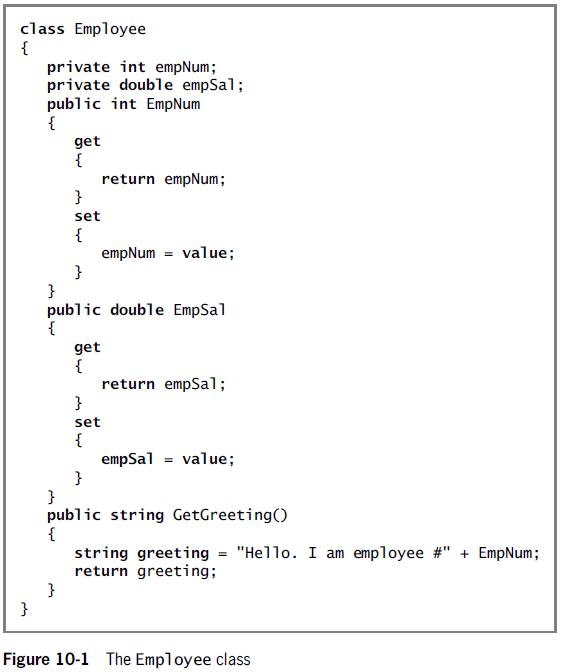 class Employee
{
   private int empNum;
   private double empSal;
   public int EmpNum
   {
      get
      {
         return empNum;
      }
      set
      {
         empNum = value;
      }
   }
   public double EmpSal
   {
      get
      {
         return empSal;
      }
      set
      {
         empSal = value;
      }
   }
   public string GetGreeting()
   {
      string greeting = "Hello. I am employee #" + EmpNum;
      return greeting;
   }
}
Figure 10-1 The Employee class